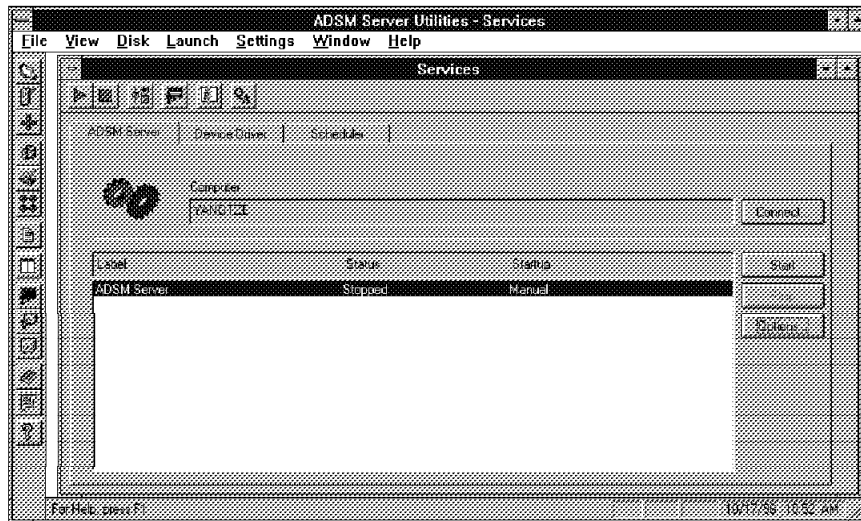 ADSM Server Utilities - Services
File View Disk Launch Settings Window Help
Services
ADSM Server Device Driver Scheduler
Computer
YANGTZE
Connect
Label Status Startup
Start
ADSM Server Stopped Manual
Options...
For Help, press F1
10/17/96 10:52 AM